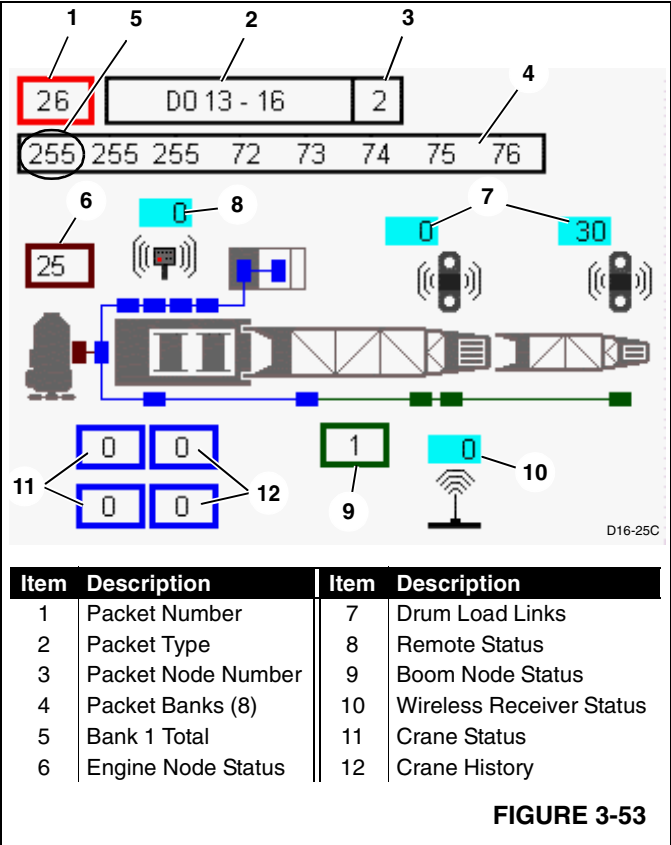 1 5 2 3
4
26 D0 13 - 16 2
255 255 255 72 73 74 75 76
6 8 7
0 0 30
25
0 0 1 0
11 12 9 10
0 0
D16-25C
Item Description Item Description
1 Packet Number 7 Drum Load Links
2 Packet Type 8 Remote Status
3 Packet Node Number 9 Boom Node Status
4 Packet Banks (8) 10 Wireless Receiver Status
5 Bank 1 Total 11 Crane Status
6 Engine Node Status 12 Crane History
FIGURE 3-53